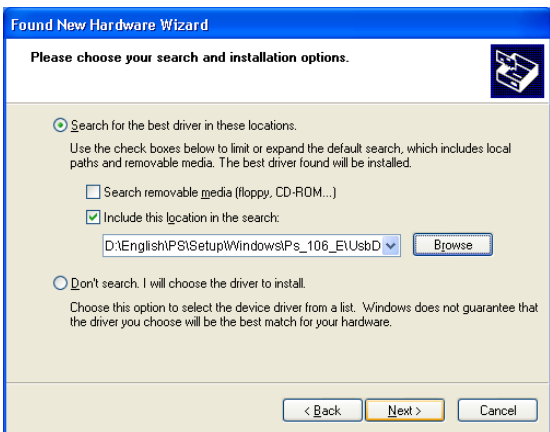 Found New Hardware Wizard
Please choose your search and installation options.
Search for the best driver in these locations.
Use the check boxes below to limit or expand the default search, which includes local
paths and removable media. The best driver found will be installed.
Search removable media (floppy, CD-ROM...)
Include this location in the search:
D:\English\PS\Setup\Windows\Ps_106_E\UsbD
Browse
Don't search. I will choose the driver to install.
Choose this option to select the device driver from a list. Windows does not guarantee that
the driver you choose will be the best match for your hardware.
< Back
Next >
Cancel